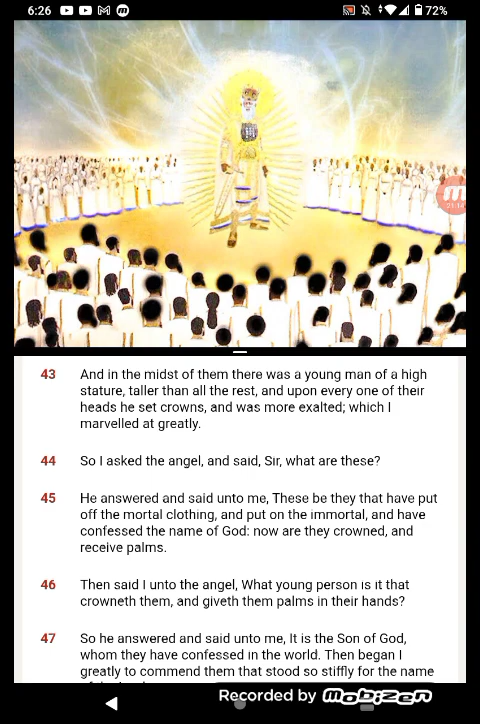 6:26
72%
43 And in the midst of them there was a young man of a high
stature, taller than all the rest, and upon every one of their
heads he set crowns, and was more exalted; which I
marvelled at greatly.
44 So I asked the angel, and said, Sir, what are these?
45 He answered and said unto me, These be they that have put
off the mortal clothing, and put on the immortal, and have
confessed the name of God: now are they crowned, and
receive palms.
46 Then said I unto the angel, What young person is it that
crowneth them, and giveth them palms in their hands?
47 So he answered and said unto me, It is the Son of God,
whom they have confessed in the world. Then began I
greatly to commend them that stood so stiffly for the name
Recorded by Mobizen